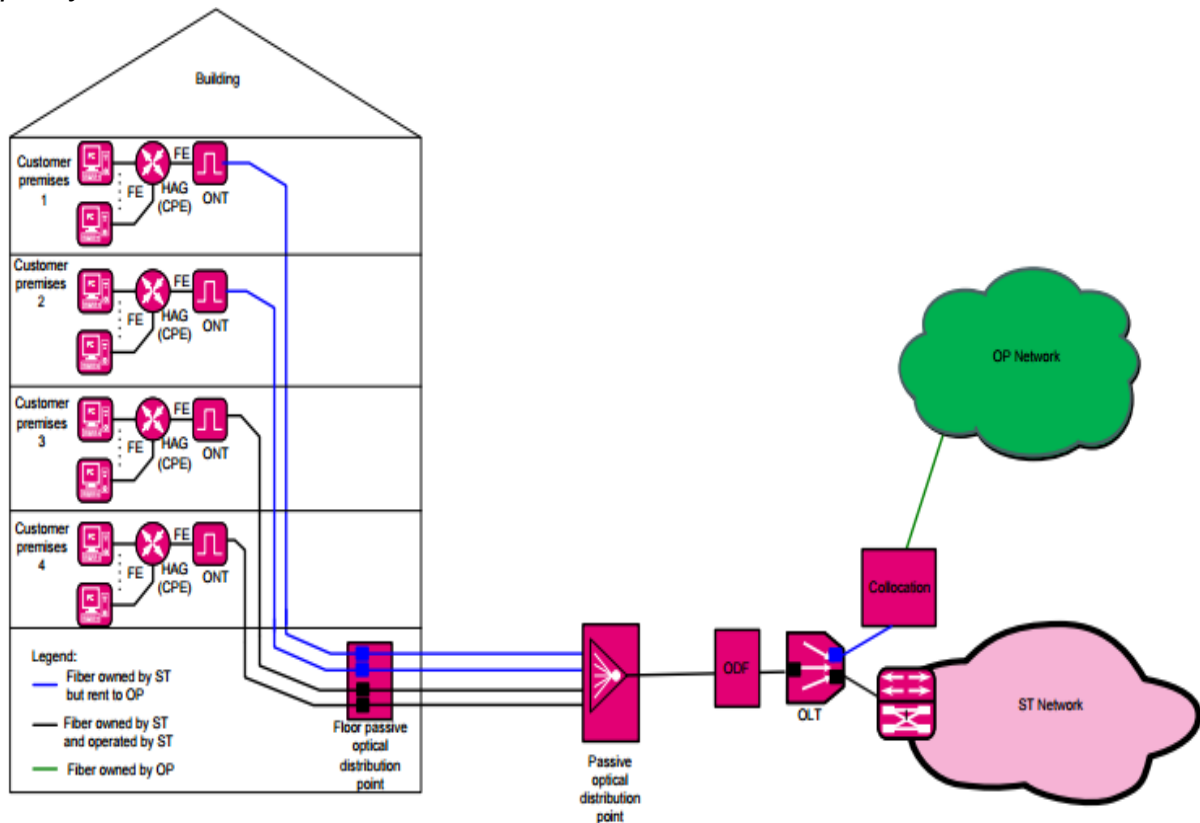 Building
Customer
premises
1
FE
FE
HAG
(CPE)
ONT
Customer
premises
2
FE
FE
HAG
(CPE)
ONT
Customer
premises
3
FE
FE
HAG
(CPE)
ONT
Customer
premises
4
FE
FE
HAG
(CPE)
ONT
OP Network
Collocation
ODF
OLT
ST Network
Legend:
Fiber owned by ST
but rent to OP
Fiber owned by ST
and operated by ST
Fiber owned by OP
Floor passive
optical
distribution
point
Passive
optical
distribution
point